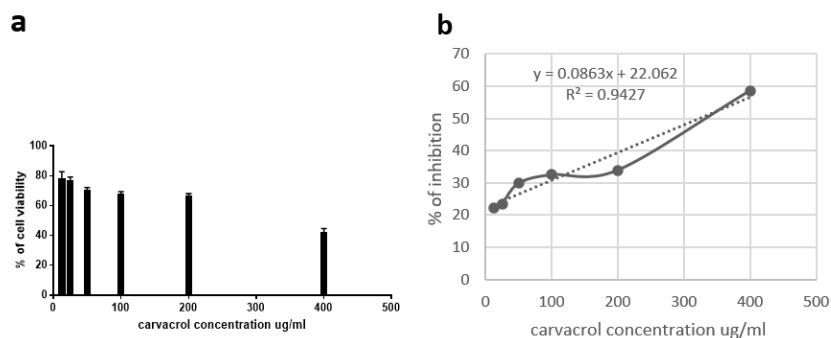 a
100
80
60
40
20
0
% of cell viability
0 100 200 300 400 500
carvacrol concentration ug/ml
b
70
60
50
40
30
20
10
0
% of inhibition
y = 0.0863x + 22.062
R² = 0.9427
0 100 200 300 400 500
carvacrol concentration ug/ml